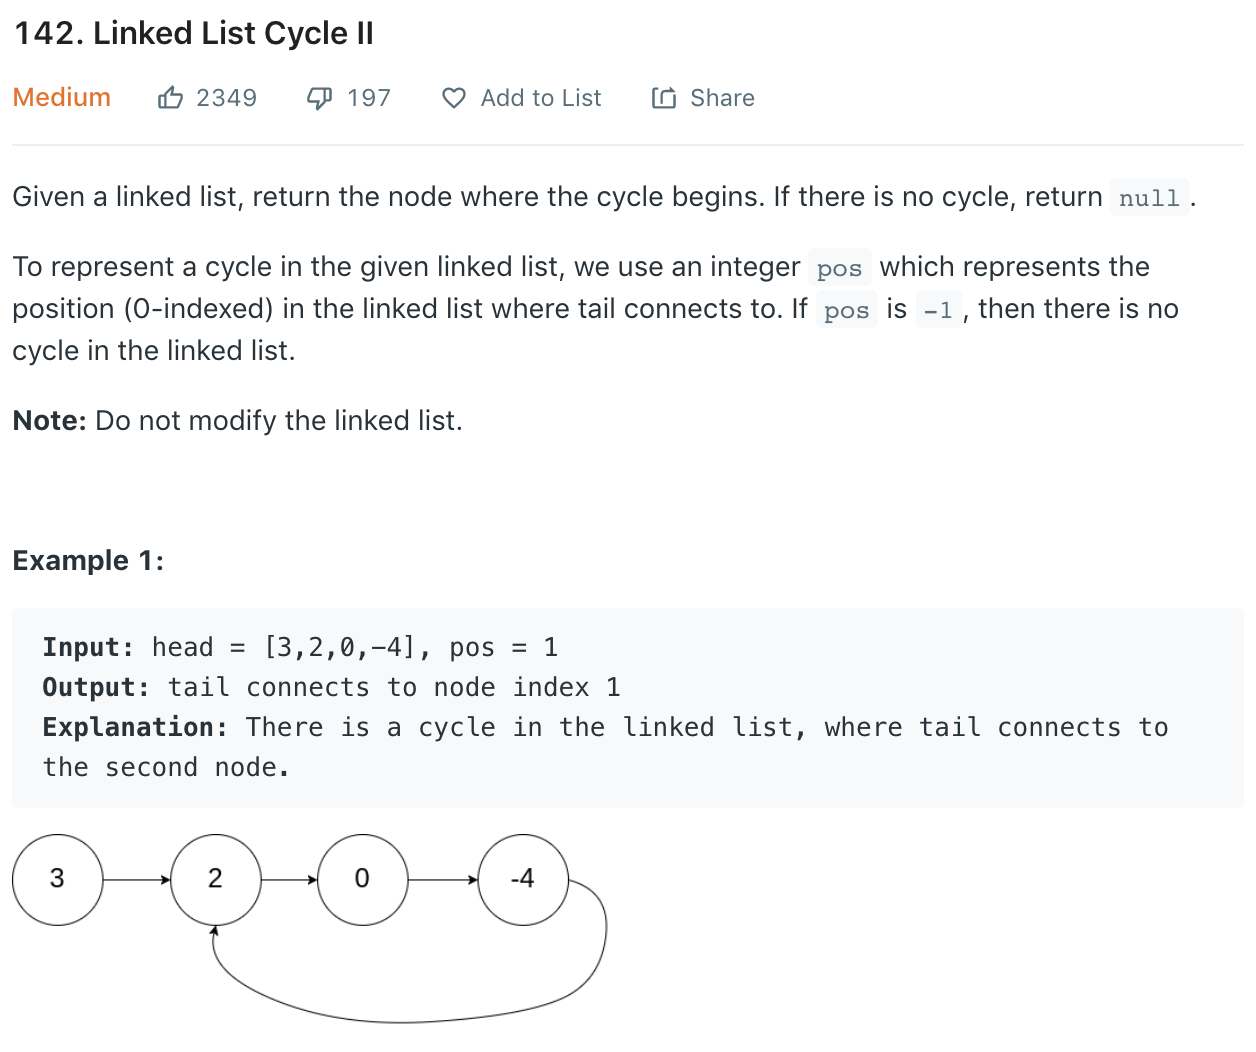 142. Linked List Cycle II
Medium 2349 197 Add to List Share
Given a linked list, return the node where the cycle begins. If there is no cycle, return null.
To represent a cycle in the given linked list, we use an integer pos which represents the
position (0-indexed) in the linked list where tail connects to. If pos is -1, then there is no
cycle in the linked list.
Note: Do not modify the linked list.
Example 1:
Input: head = [3,2,0,-4], pos = 1
Output: tail connects to node index 1
Explanation: There is a cycle in the linked list, where tail connects to
the second node.
3 2 0 -4